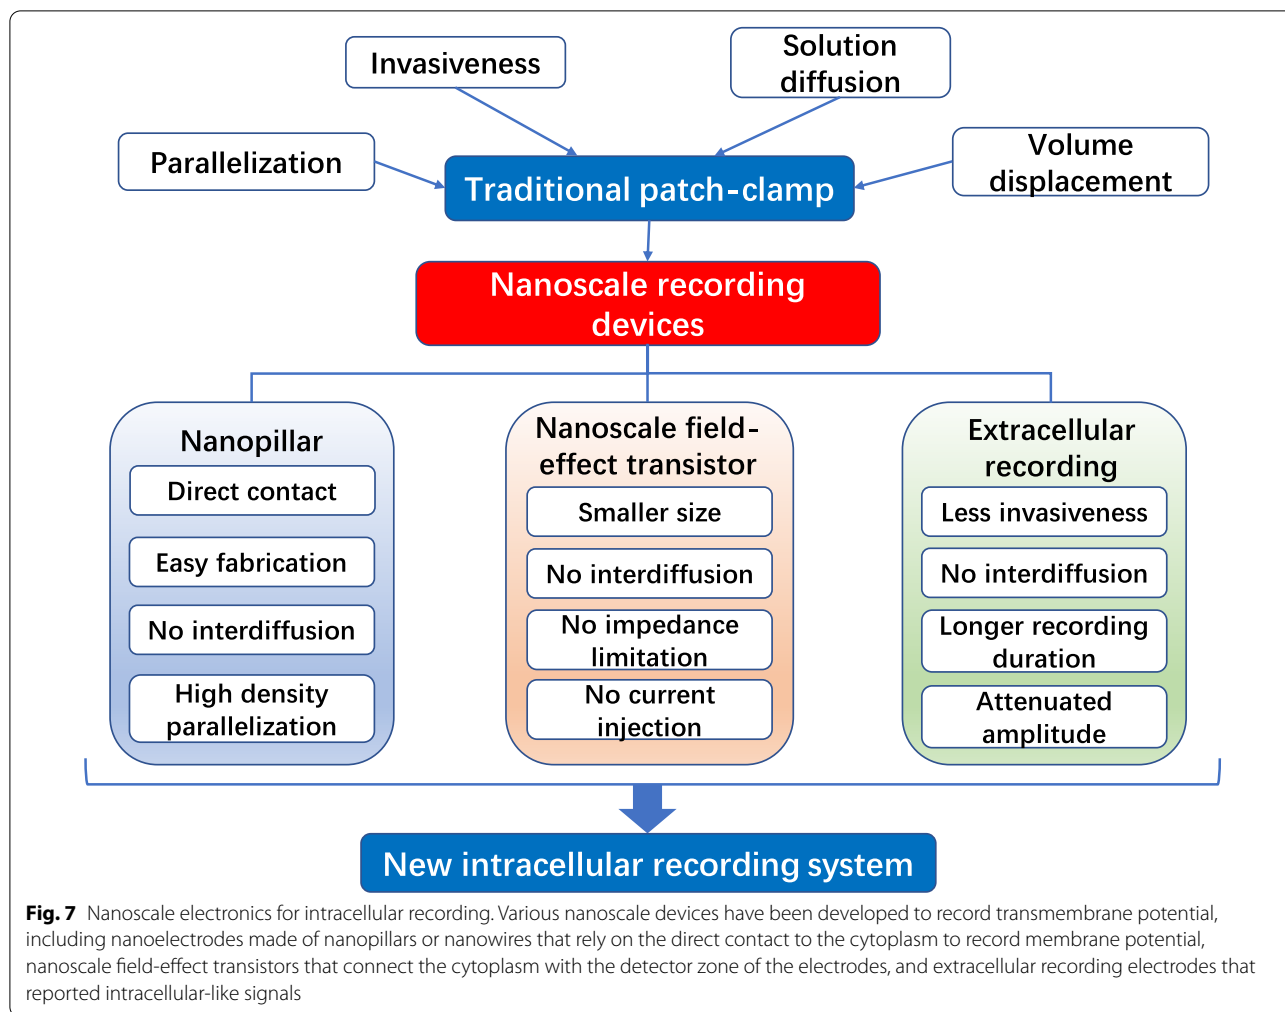 Invasiveness
Solution
diffusion
Parallelization
Volume
displacement
Traditional patch-clamp
Nanoscale recording
devices
Nanopillar
Direct contact
Easy fabrication
No interdiffusion
High density
parallelization
Nanoscale field-
effect transistor
Smaller size
No interdiffusion
No impedance
limitation
No current
injection
Extracellular
recording
Less invasiveness
No interdiffusion
Longer recording
duration
Attenuated
amplitude
New intracellular recording system
Fig. 7 Nanoscale electronics for intracellular recording. Various nanoscale devices have been developed to record transmembrane potential,
including nanoelectrodes made of nanopillars or nanowires that rely on the direct contact to the cytoplasm to record membrane potential,
nanoscale field-effect transistors that connect the cytoplasm with the detector zone of the electrodes, and extracellular recording electrodes that
reported intracellular-like signals